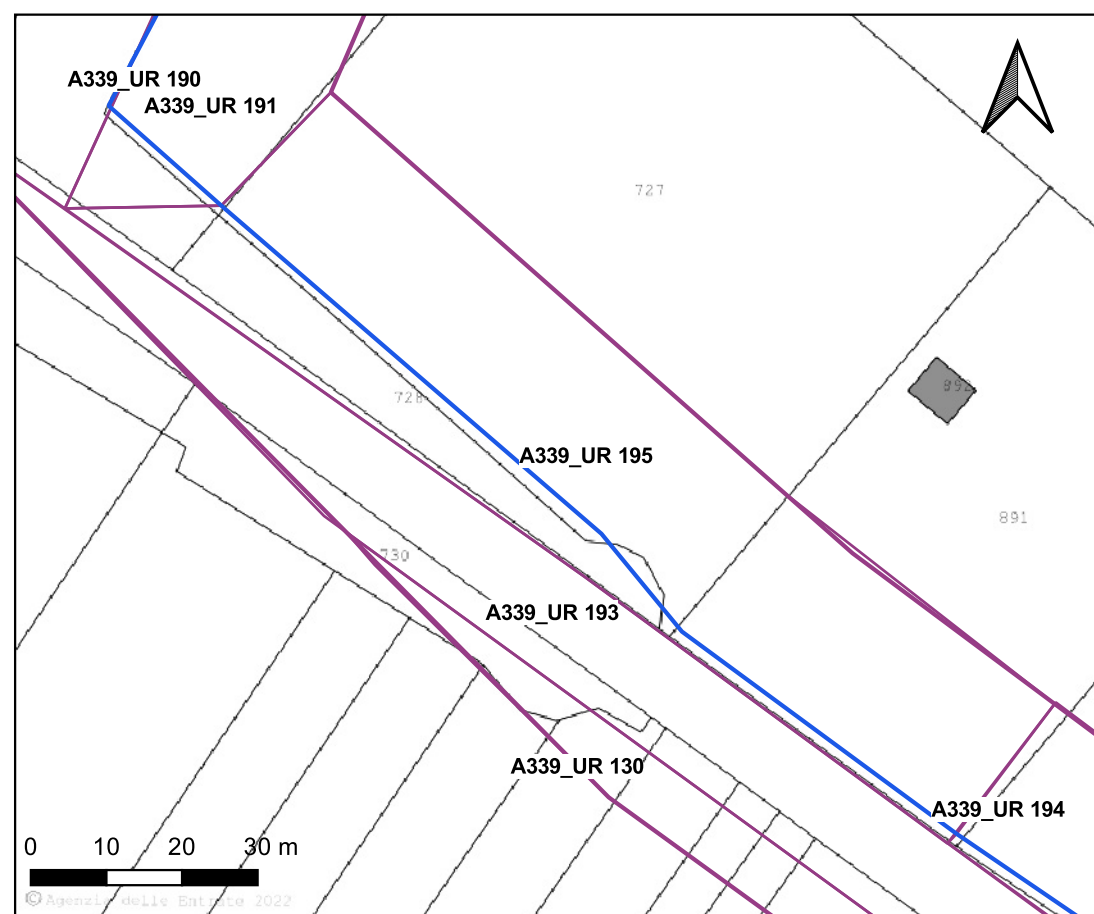 A339_UR 190
A339_UR 191
727
892
728
A339_UR 195
891
730
A339_UR 193
A339_UR 130
A339_UR 194
0 10 20 30 m
© Agenzia delle Entrate 2022